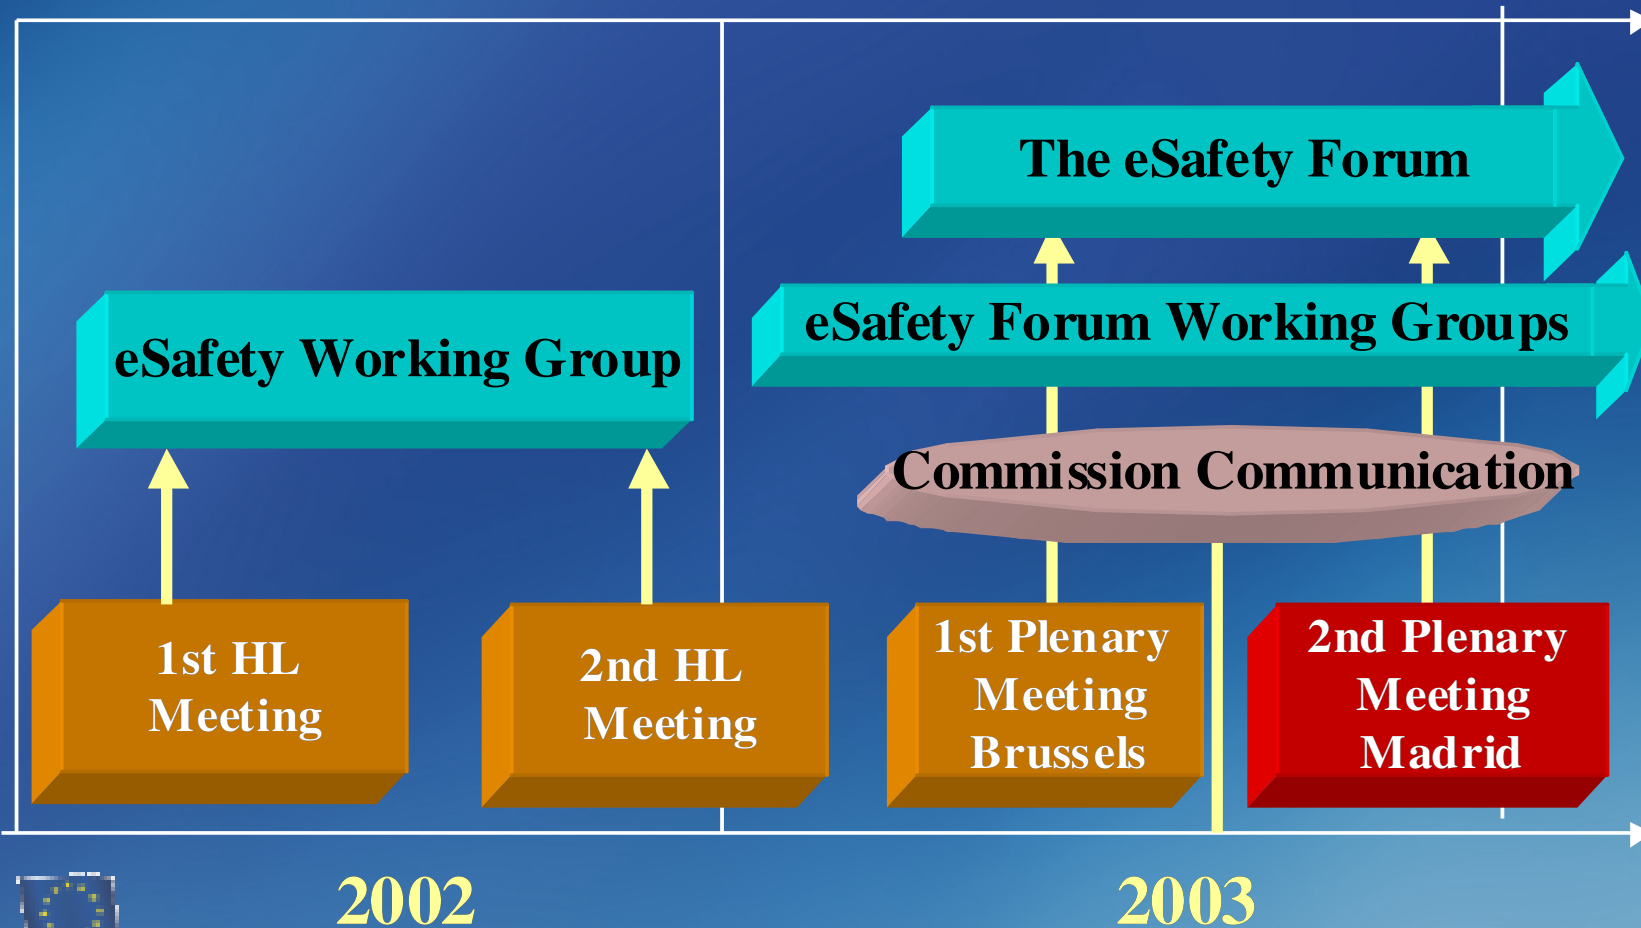 The eSafety Forum
eSafety Forum Working Groups
eSafety Working Group
Commission Communication
1st HL
Meeting
2nd HL
Meeting
1st Plenary
Meeting
Brussels
2nd Plenary
Meeting
Madrid
2002
2003